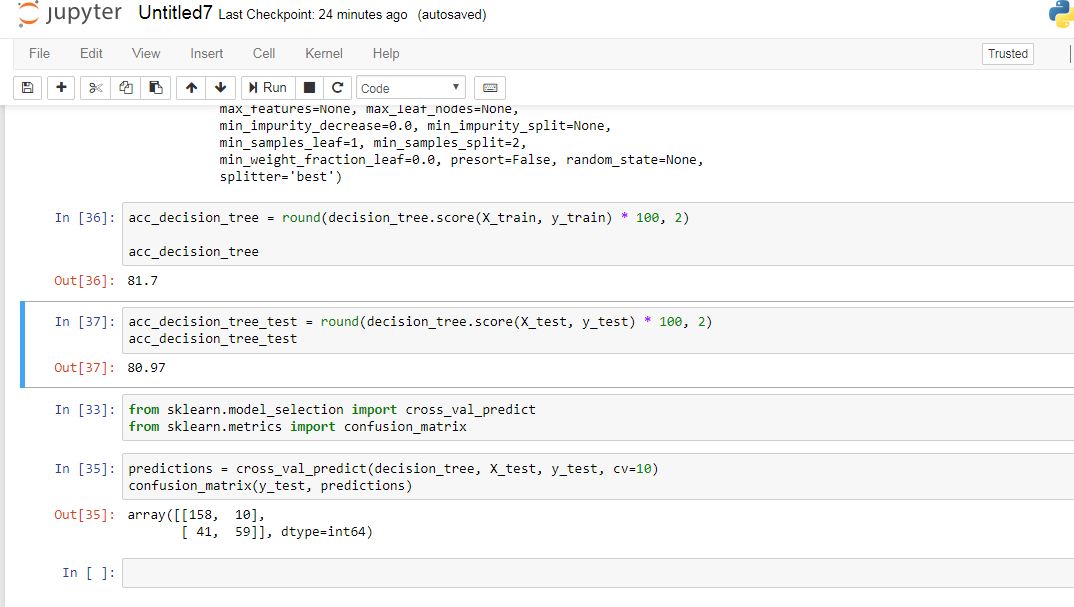 jupyter Untitled7 Last Checkpoint: 24 minutes ago (autosaved)
File Edit View Insert Cell Kernel Help Trusted
Run Code
max_features=None, max_leaf_nodes=None,
min_impurity_decrease=0.0, min_impurity_split=None,
min_samples_leaf=1, min_samples_split=2,
min_weight_fraction_leaf=0.0, presort=False, random_state=None,
splitter='best')
In [36]: acc_decision_tree = round(decision_tree.score(X_train, y_train) * 100, 2)
acc_decision_tree
Out[36]: 81.7
In [37]: acc_decision_tree_test = round(decision_tree.score(X_test, y_test) * 100, 2)
acc_decision_tree_test
Out[37]: 80.97
In [33]: from sklearn.model_selection import cross_val_predict
from sklearn.metrics import confusion_matrix
In [35]: predictions = cross_val_predict(decision_tree, X_test, y_test, cv=10)
confusion_matrix(y_test, predictions)
Out[35]: array([[158, 10],
[ 41, 59]], dtype=int64)
In [ ]: